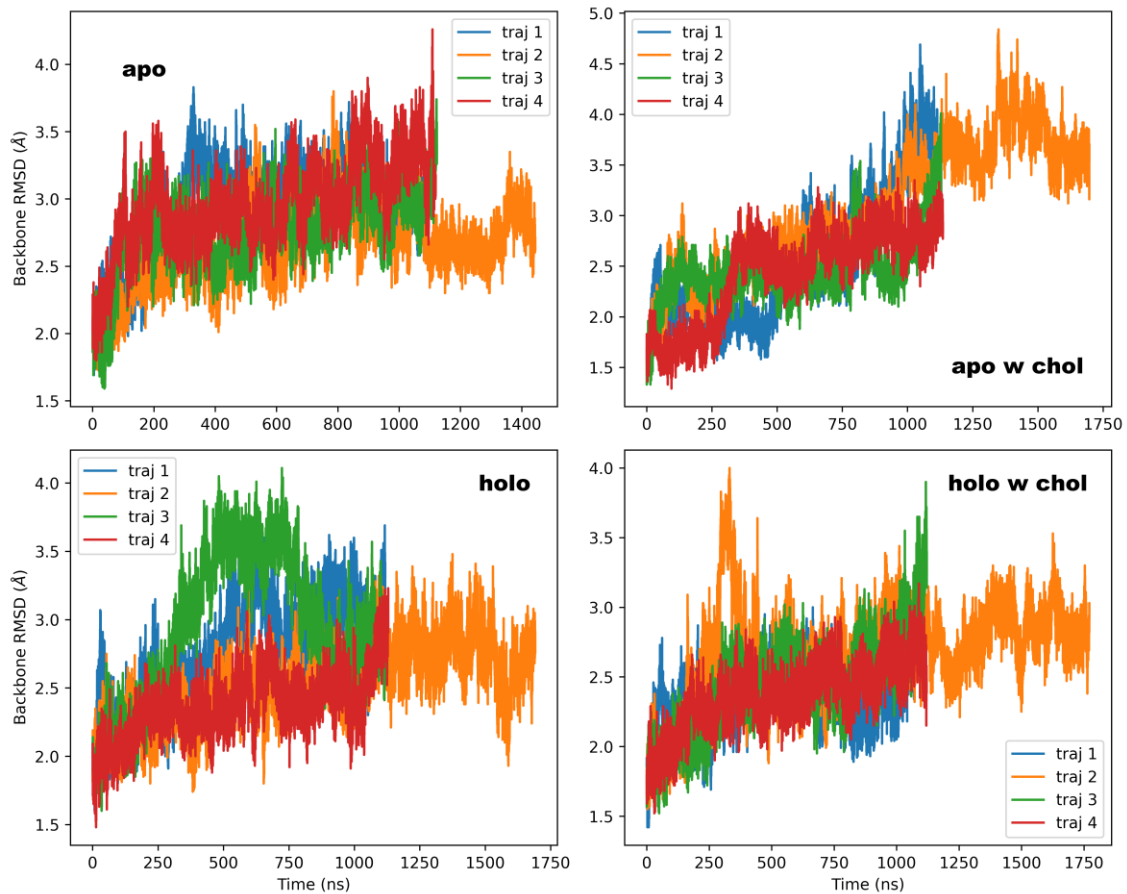 apo
traj 1
traj 2
traj 3
traj 4
Backbone RMSD (Å)
4.0
3.5
3.0
2.5
2.0
1.5
0 200 400 600 800 1000 1200 1400
traj 1
traj 2
traj 3
traj 4
5.0
4.5
4.0
3.5
3.0
2.5
2.0
1.5
apo w chol
0 250 500 750 1000 1250 1500 1750
traj 1
traj 2
traj 3
traj 4
holo
Backbone RMSD (Å)
4.0
3.5
3.0
2.5
2.0
1.5
0 250 500 750 1000 1250 1500 1750
Time (ns)
holo w chol
4.0
3.5
3.0
2.5
2.0
1.5
traj 1
traj 2
traj 3
traj 4
0 250 500 750 1000 1250 1500 1750
Time (ns)